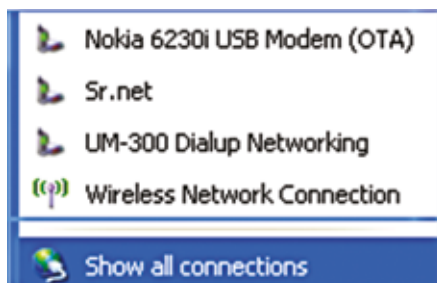 Nokia 6230i USB Modem (OTA)
Sr.net
UM-300 Dialup Networking
Wireless Network Connection
Show all connections